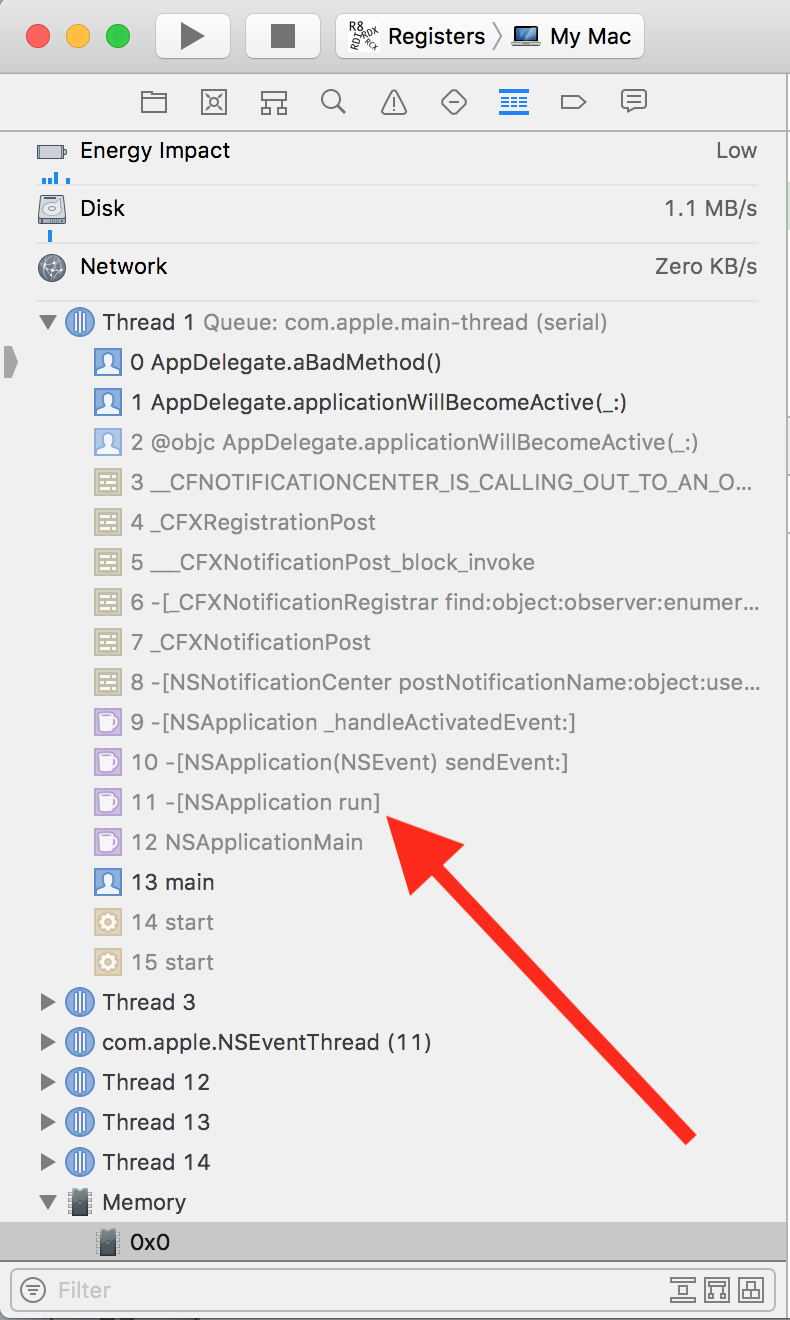 R8 RDX RDI RCX Registers My Mac
Energy Impact Low
Disk 1.1 MB/s
Network Zero KB/s
Thread 1 Queue: com.apple.main-thread (serial)
0 AppDelegate.aBadMethod()
1 AppDelegate.applicationWillBecomeActive(_:)
2 @objc AppDelegate.applicationWillBecomeActive(_:)
3 __CFNOTIFICATIONCENTER_IS_CALLING_OUT_TO_AN_O...
4 _CFXRegistrationPost
5 ___CFXNotificationPost_block_invoke
6 -[_CFXNotificationRegistrar find:object:observer:enumer...
7 _CFXNotificationPost
8 -[NSNotificationCenter postNotificationName:object:use...
9 -[NSApplication _handleActivatedEvent:]
10 -[NSApplication(NSEvent) sendEvent:]
11 -[NSApplication run]
12 NSApplicationMain
13 main
14 start
15 start
Thread 3
com.apple.NSEventThread (11)
Thread 12
Thread 13
Thread 14
Memory
0x0
Filter